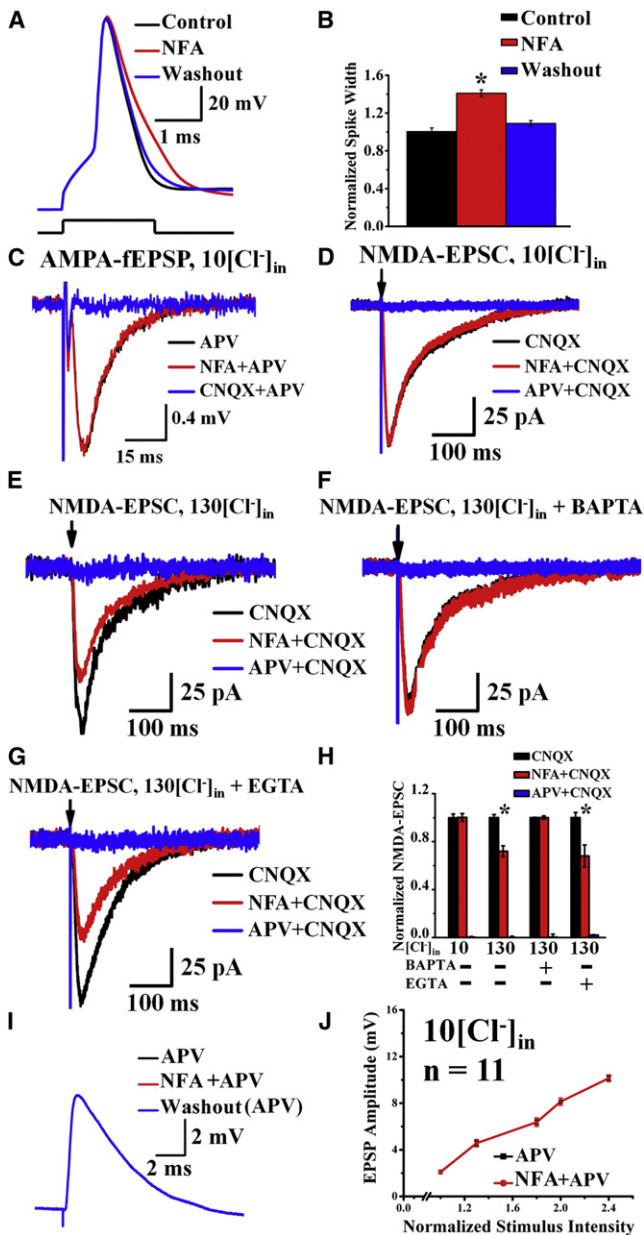 A
Control
NFA
Washout
20 mV
1 ms
B
Control
NFA
Washout
Normalized Spike Width
1.6
1.2
0.8
0.4
*
C
AMPA-fEPSP, 10[Cl⁻]in
APV
NFA+APV
CNQX+APV
0.4 mV
15 ms
D
NMDA-EPSC, 10[Cl⁻]in
CNQX
NFA+CNQX
APV+CNQX
25 pA
100 ms
E
NMDA-EPSC, 130[Cl⁻]in
CNQX
NFA+CNQX
APV+CNQX
25 pA
100 ms
F
NMDA-EPSC, 130[Cl⁻]in + BAPTA
CNQX
NFA+CNQX
APV+CNQX
25 pA
100 ms
G
NMDA-EPSC, 130[Cl⁻]in + EGTA
CNQX
NFA+CNQX
APV+CNQX
25 pA
100 ms
H
CNQX
NFA+CNQX
APV+CNQX
Normalized NMDA-EPSC
1.2
0.8
0.4
0.0
* *
[Cl⁻]in 10 130 130 130
BAPTA - - + -
EGTA - - - +
I
APV
NFA+APV
Washout (APV)
2 mV
2 ms
J
10[Cl⁻]in
n = 11
EPSP Amplitude (mV)
16
12
8
4
0
APV
NFA+APV
0.0 1.2 1.6 2.0 2.4
Normalized Stimulus Intensity